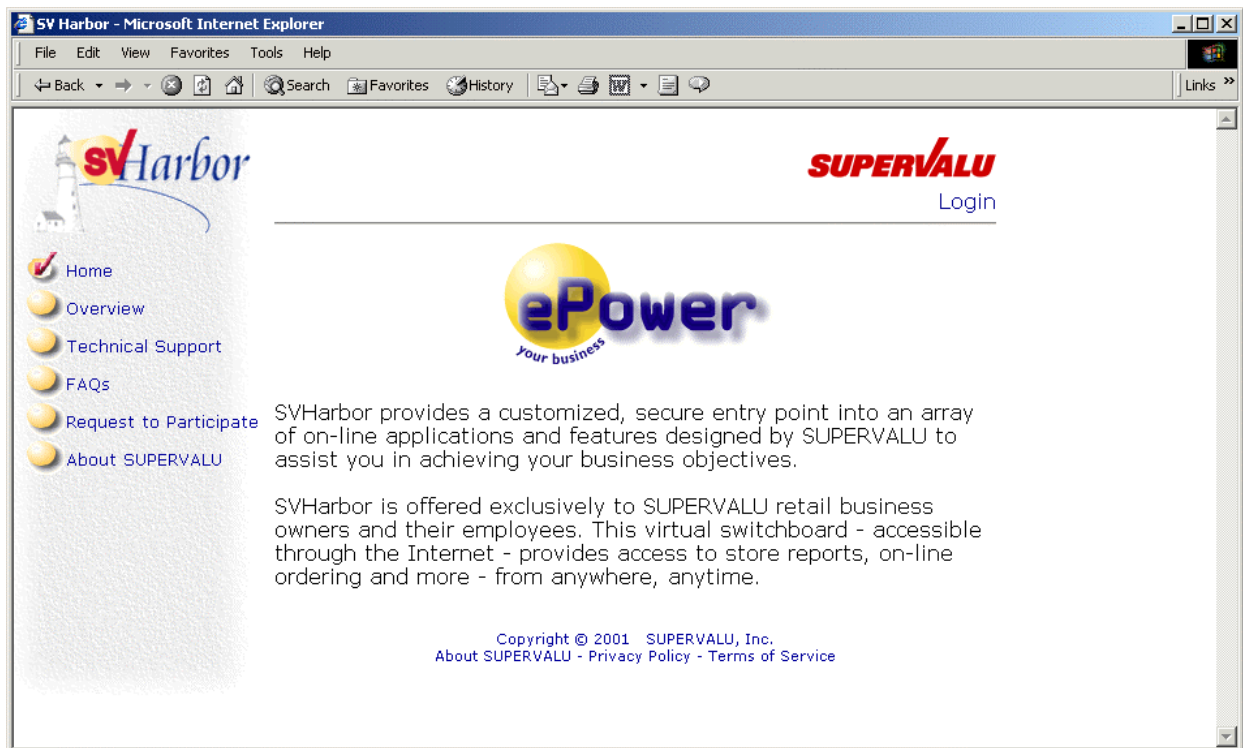 SV Harbor - Microsoft Internet Explorer
File Edit View Favorites Tools Help
Back Search Favorites History Links »
SVHarbor
SUPERVALU
Login
Home
Overview
Technical Support
FAQs
Request to Participate
About SUPERVALU
ePower
your business
SVHarbor provides a customized, secure entry point into an array
of on-line applications and features designed by SUPERVALU to
assist you in achieving your business objectives.
SVHarbor is offered exclusively to SUPERVALU retail business
owners and their employees. This virtual switchboard - accessible
through the Internet - provides access to store reports, on-line
ordering and more - from anywhere, anytime.
Copyright © 2001 SUPERVALU, Inc.
About SUPERVALU - Privacy Policy - Terms of Service